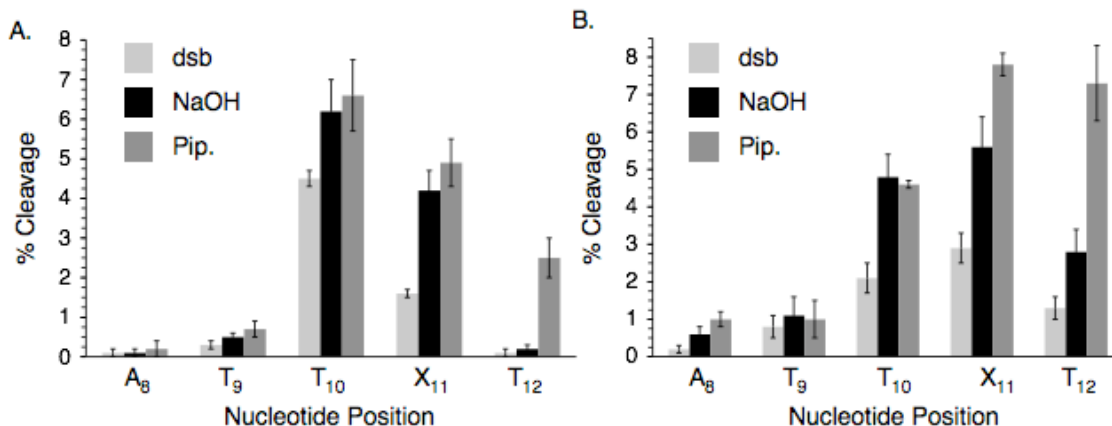 A.
% Cleavage
8
7
6
5
4
3
2
1
0
dsb
NaOH
Pip.
A8 T9 T10 X11 T12
Nucleotide Position
B.
% Cleavage
8
7
6
5
4
3
2
1
0
dsb
NaOH
Pip.
A8 T9 T10 X11 T12
Nucleotide Position